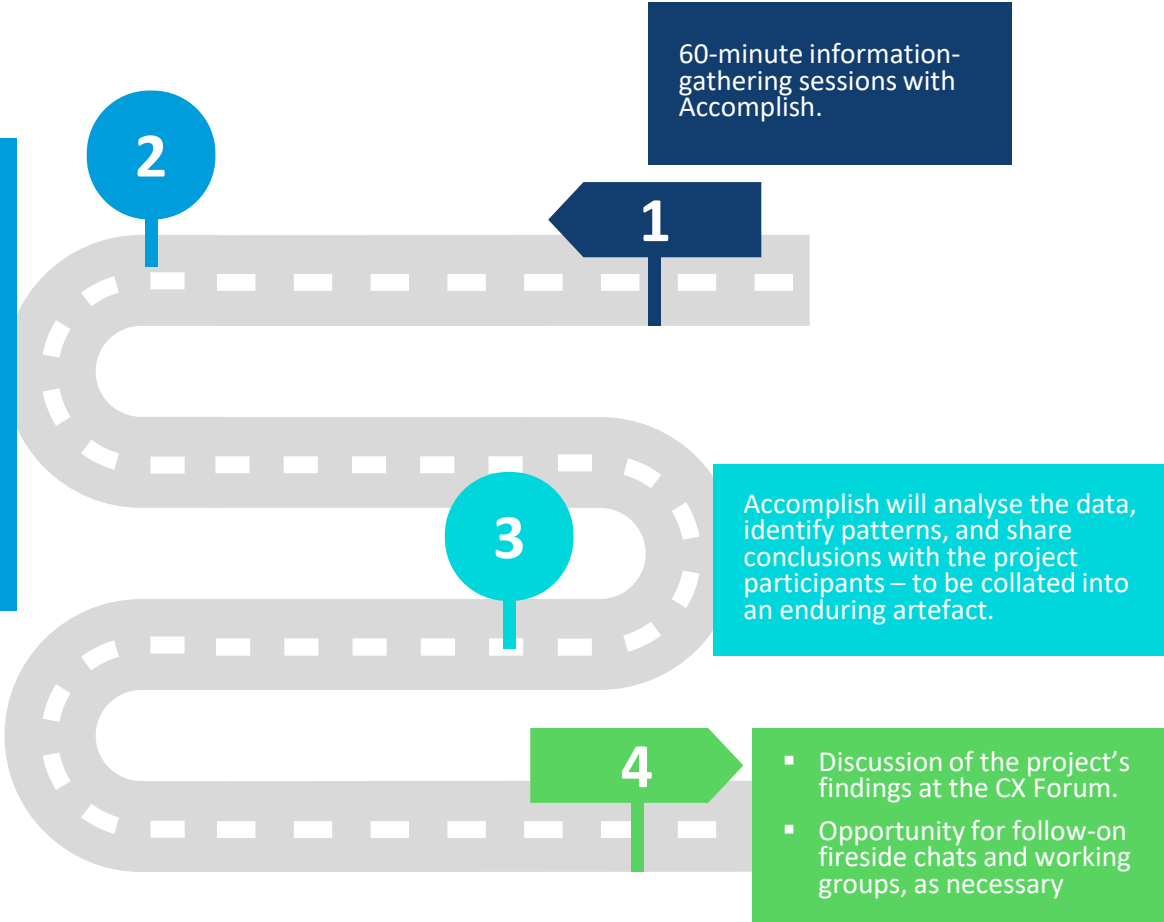 60-minute information-
gathering sessions with
Accomplish.
1
2
3
Accomplish will analyse the data,
identify patterns, and share
conclusions with the project
participants – to be collated into
an enduring artefact.
4
▪ Discussion of the project’s
findings at the CX Forum.
▪ Opportunity for follow-on
fireside chats and working
groups, as necessary